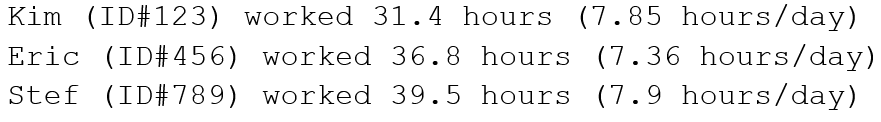 Kim (ID#123) worked 31.4 hours (7.85 hours/day)
Eric (ID#456) worked 36.8 hours (7.36 hours/day)
Stef (ID#789) worked 39.5 hours (7.9 hours/day)